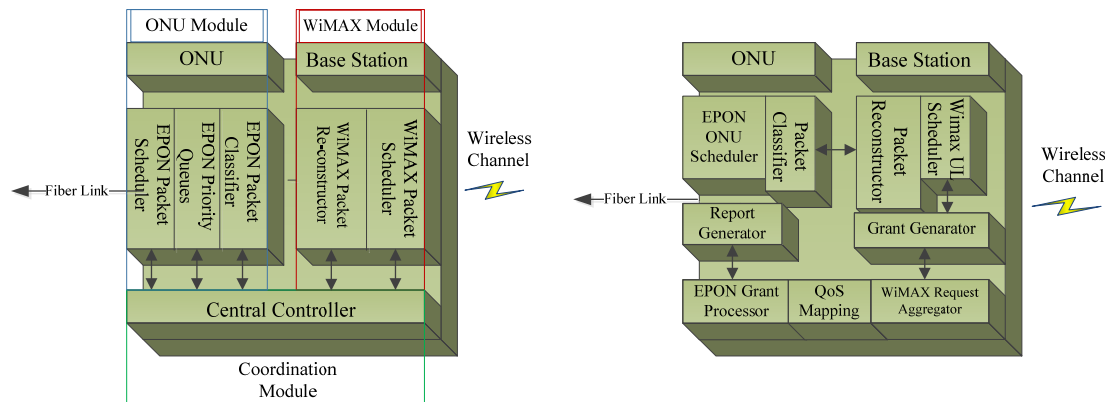 ONU Module
WiMAX Module
ONU
Base Station
EPON Packet
Scheduler
EPON Priority
Queues
EPON Packet
Classifier
WiMAX Packet
Re-constructor
WiMAX Packet
Scheduler
Wireless
Channel
Fiber Link
Central Controller
Coordination
Module
ONU
Base Station
EPON
ONU
Scheduler
Packet
Classifier
Packet
Reconstructor
Wimax UL
Scheduler
Wireless
Channel
Fiber Link
Report
Generator
Grant Genarator
EPON Grant
Processor
QoS
Mapping
WiMAX Request
Aggregator